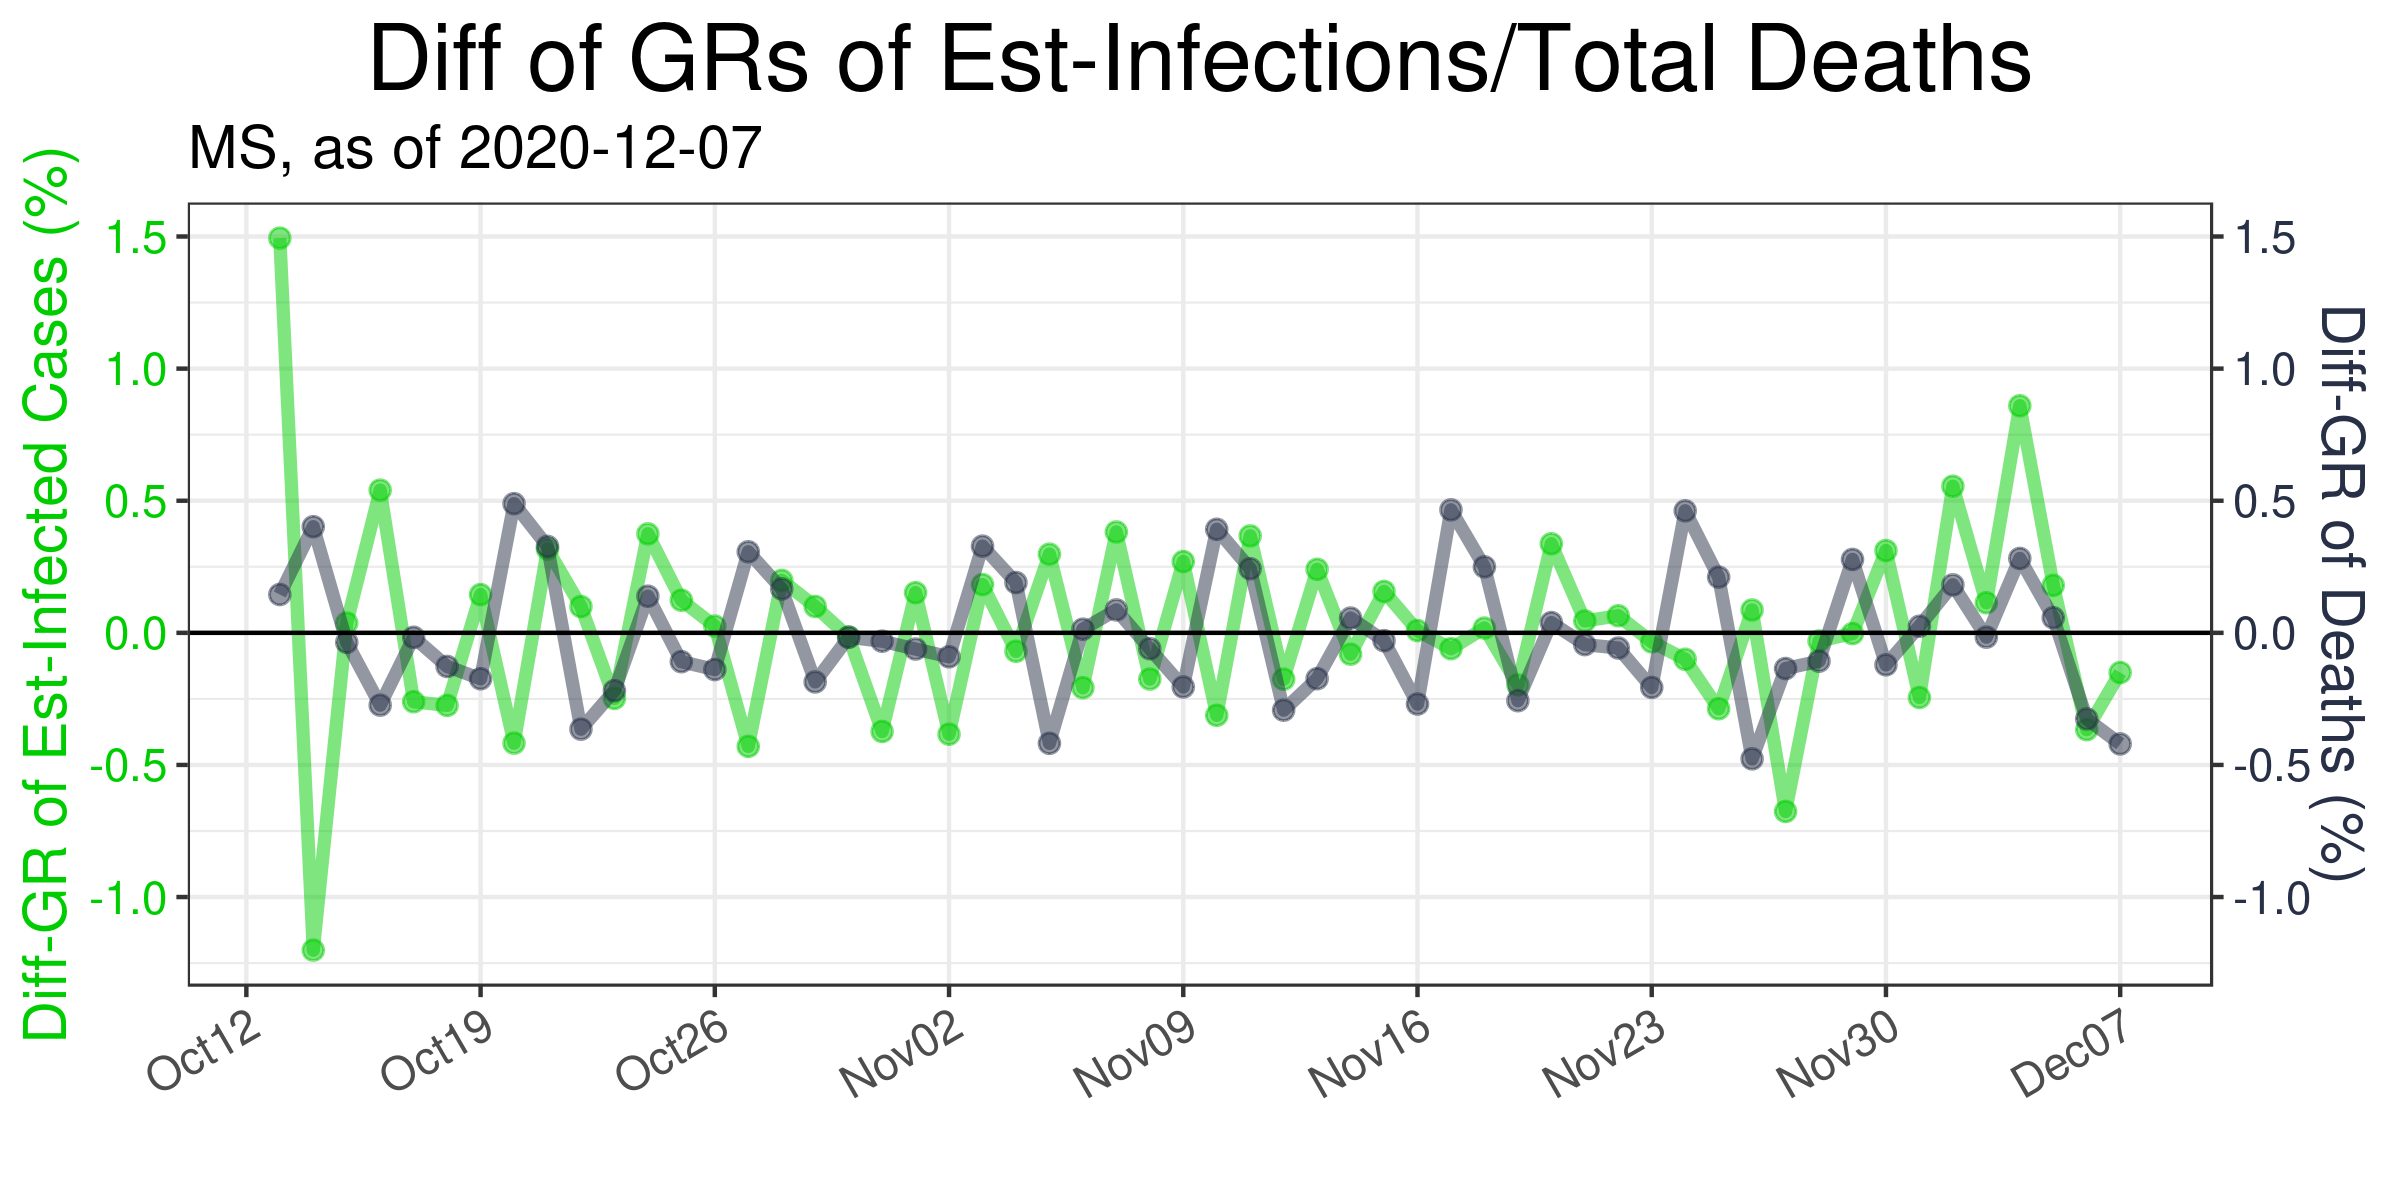 Diff of GRs of Est-Infections/Total Deaths
MS, as of 2020-12-07
Diff-GR of Est-Infected Cases (%)
1.5
1.0
0.5
0.0
-0.5
-1.0
1.5
1.0
0.5
0.0
-0.5
-1.0
Diff-GR of Deaths (%)
Oct12 Oct19 Oct26 Nov02 Nov09 Nov16 Nov23 Nov30 Dec07